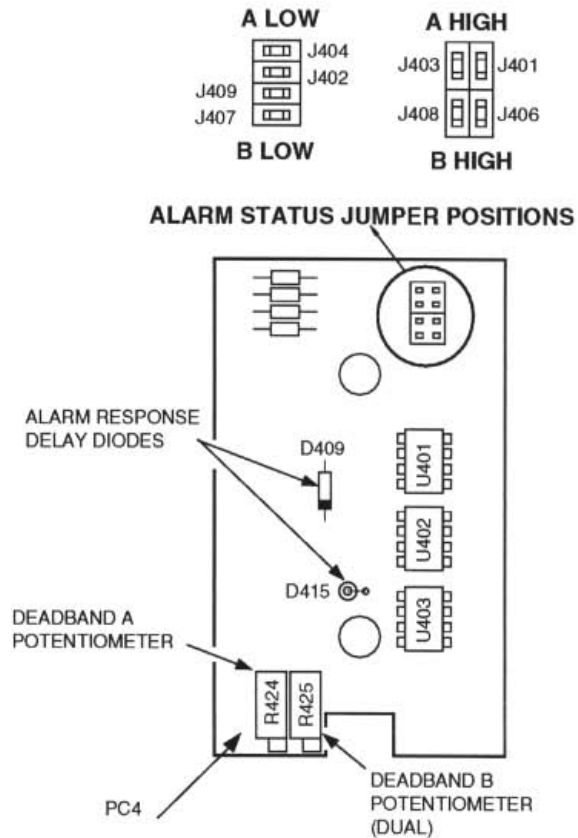 A LOW
A HIGH
J404
J402
J409
J407
J403
J401
J408
J406
B LOW
B HIGH
ALARM STATUS JUMPER POSITIONS
ALARM RESPONSE
DELAY DIODES
D409
U401
U402
D415
U403
DEADBAND A
POTENTIOMETER
R424
R425
PC4
DEADBAND B
POTENTIOMETER
(DUAL)